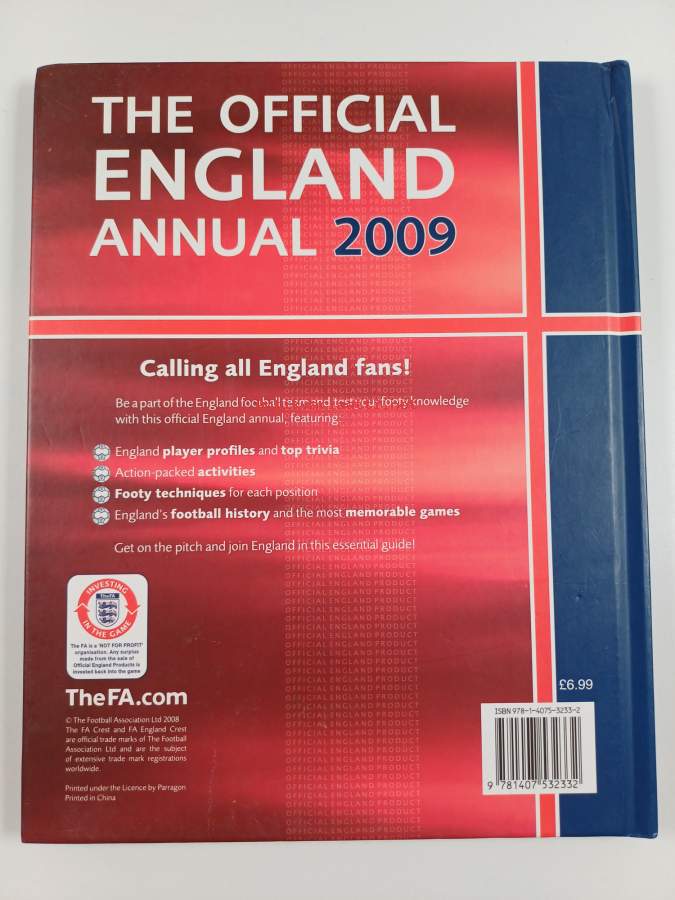 THE OFFICIAL
ENGLAND
ANNUAL 2009
Calling all England fans!
Be a part of the England football team and test your footy knowledge
with this official England annual, featuring:
England player profiles and top trivia
Action-packed activities
Footy techniques for each position
England's football history and the most memorable games
Get on the pitch and join England in this essential guide!
INVESTING
TheFA
IN THE GAME
The FA is a 'NOT FOR PROFIT'
organisation. Any surplus
made from the sale of
Official England Products is
invested back into the game
TheFA.com
© The Football Association Ltd 2008
The FA Crest and FA England Crest
are official trade marks of The Football
Association Ltd and are the subject
of extensive trade mark registrations
worldwide.
Printed under the Licence by Parragon
Printed in China
£6.99
ISBN 978-1-4075-3233-2
9 781407 532332
OFFICIAL ENGLAND PRODUCT